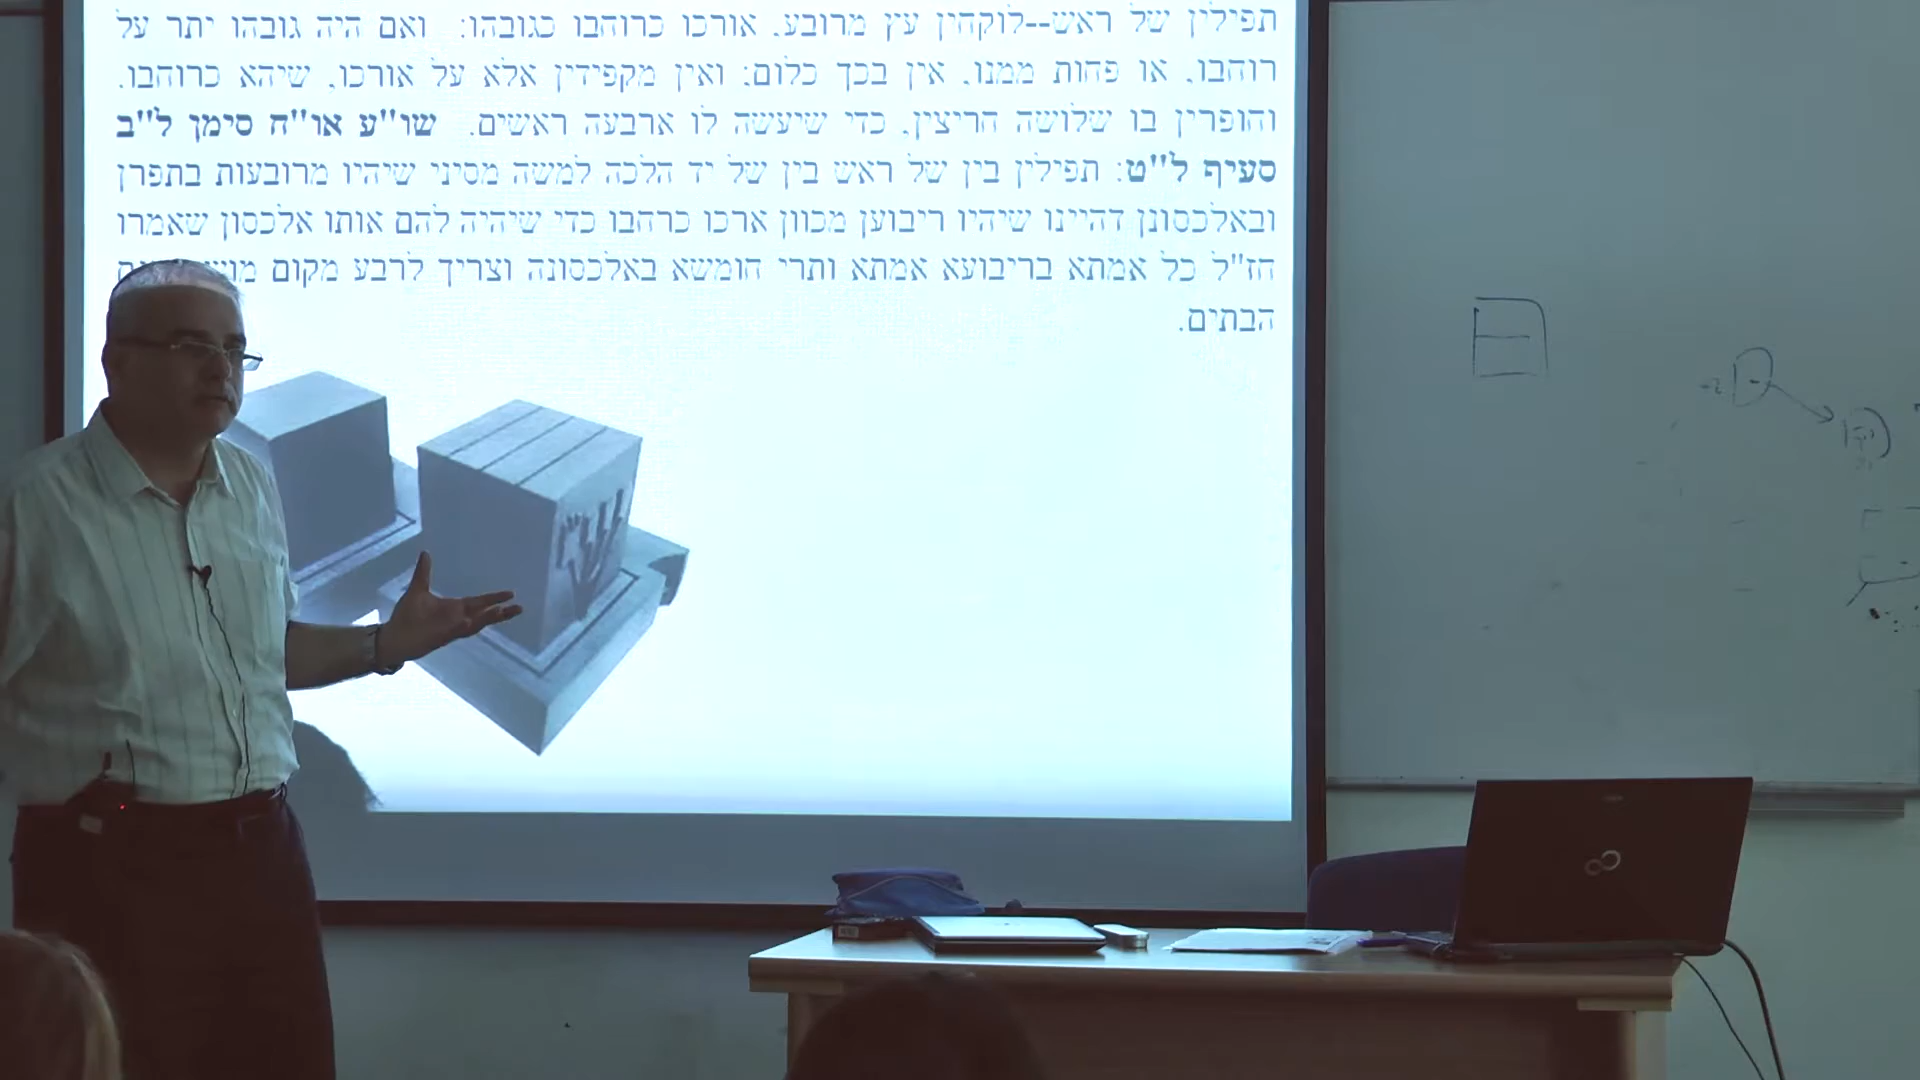 תפילין של ראש--לוקחין עץ מרובע, אורכו כרוחבו כגובהו:  ואם היה גובהו יתר על
רוחבו, או פחות ממנו, אין בכך כלום; ואין מקפידין אלא על אורכו, שיהא כרוחבו.
וחופרין בו שלושה חריצין, כדי שיעשה לו ארבעה ראשים.  שו"ע או"ח סימן ל"ב
סעיף ל"ט: תפילין בין של ראש בין של יד הלכה למשה מסיני שיהיו מרובעות בתפרן
ובאלכסונן דהיינו שיהיו ריבוען מכוון ארכו כרחבו כדי שיהיה להם אותו אלכסון שאמרו
חז"ל כל אמתא בריבועא אמתא ותרי חומשא באלכסונה וצריך לרבע מקום
הבתים.
ש